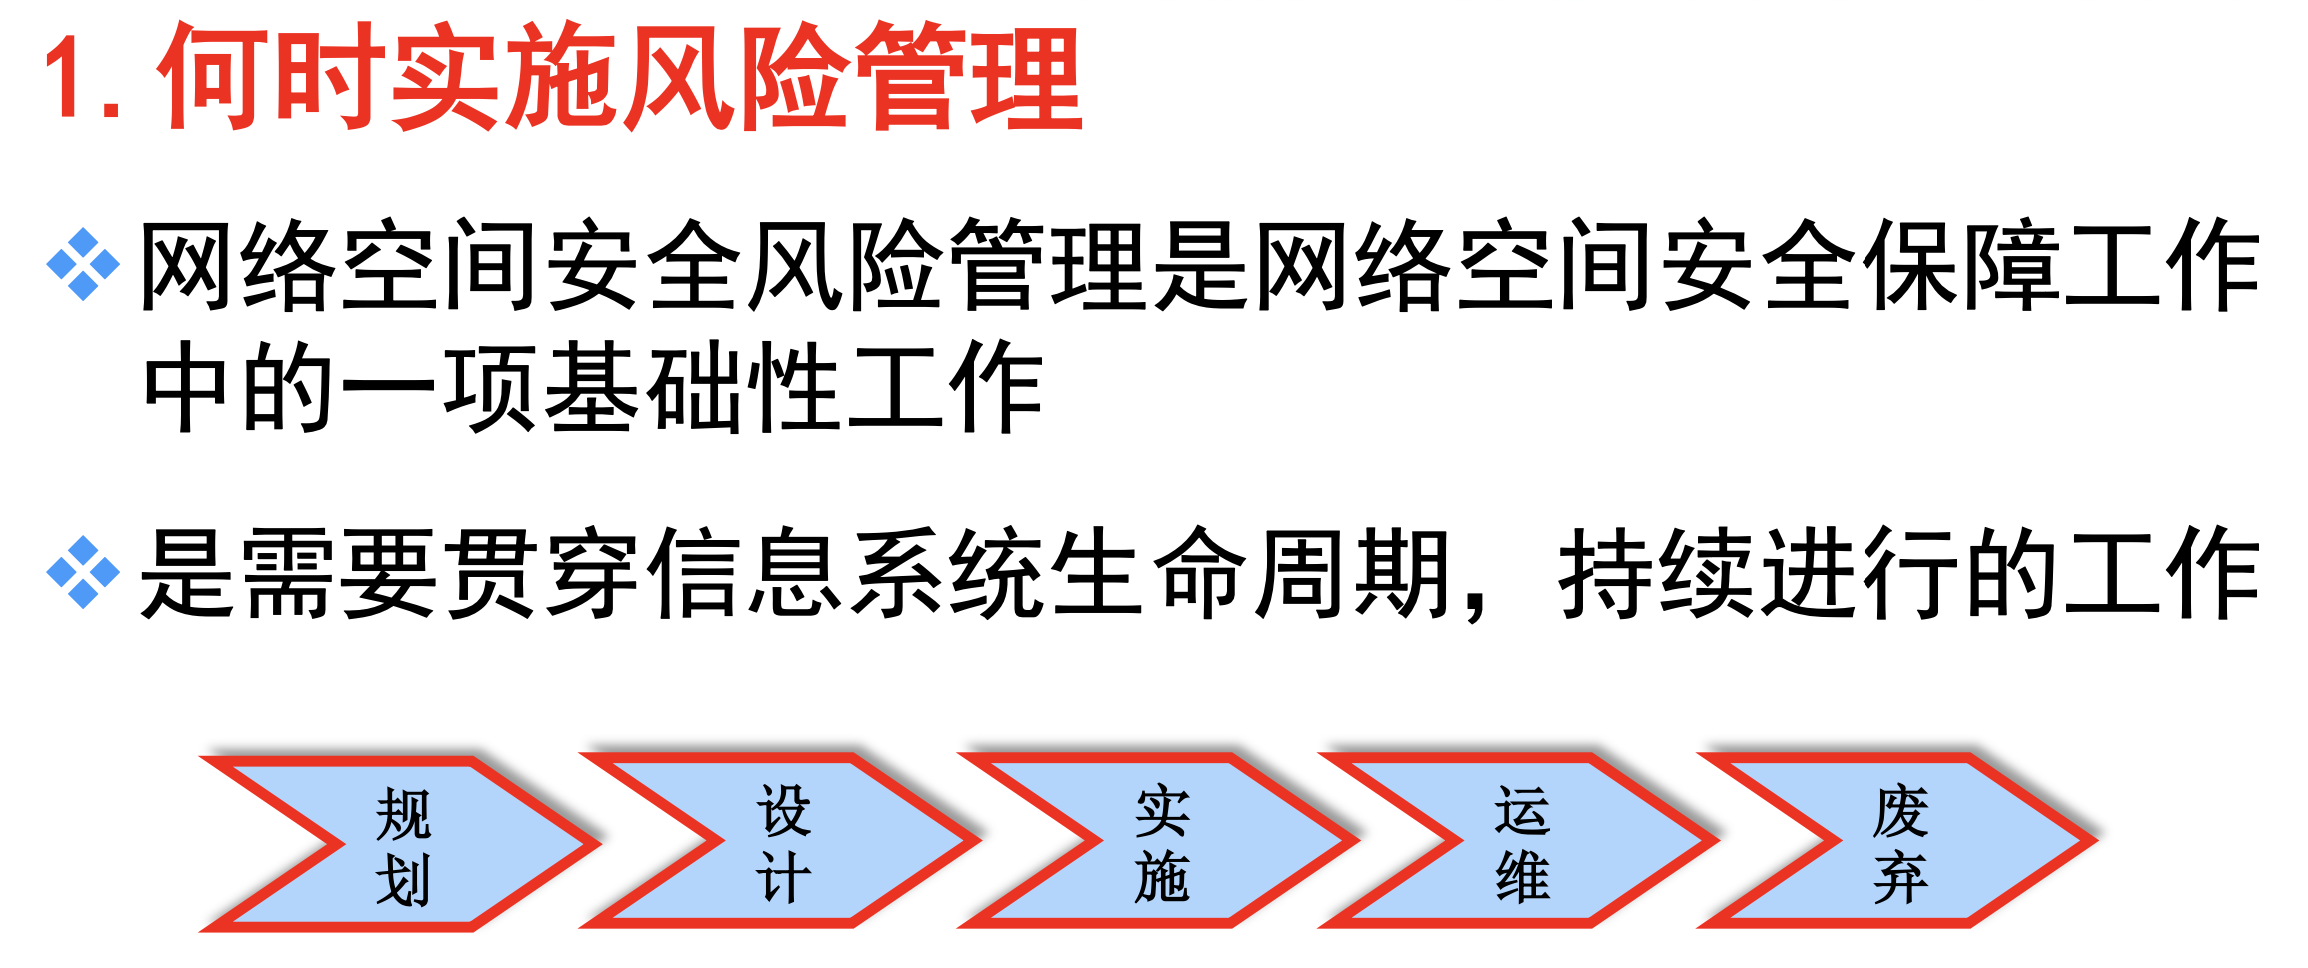 1.何时实施风险管理
网络空间安全风险管理是网络空间安全保障工作
中的一项基础性工作
是需要贯穿信息系统生命周期，持续进行的工作
规划
设计
实施
运维
废弃